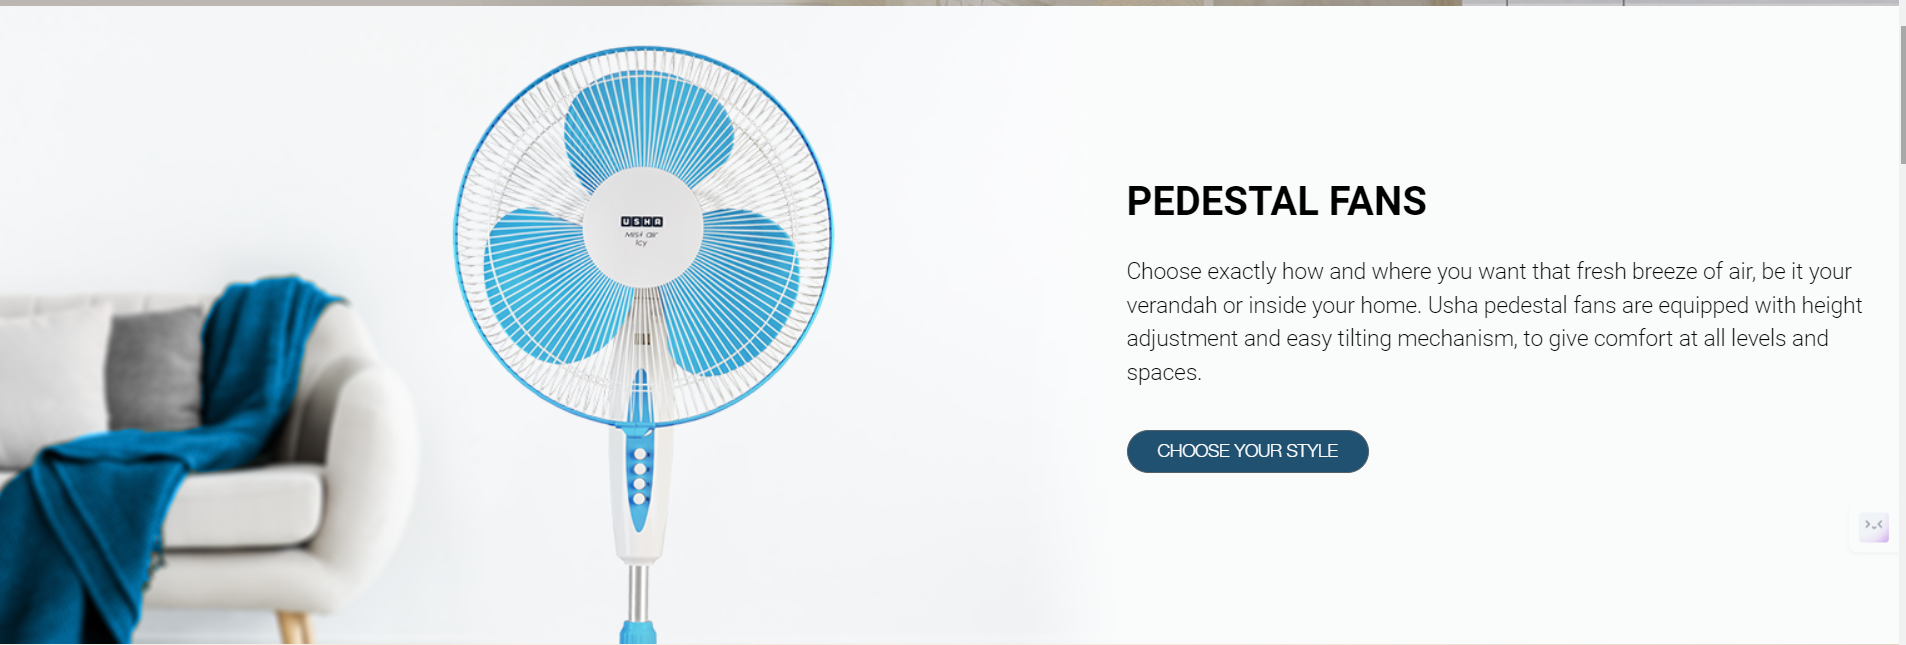 USHA
Mist air
Icy
PEDESTAL FANS
Choose exactly how and where you want that fresh breeze of air, be it your
verandah or inside your home. Usha pedestal fans are equipped with height
adjustment and easy tilting mechanism, to give comfort at all levels and
spaces.
CHOOSE YOUR STYLE